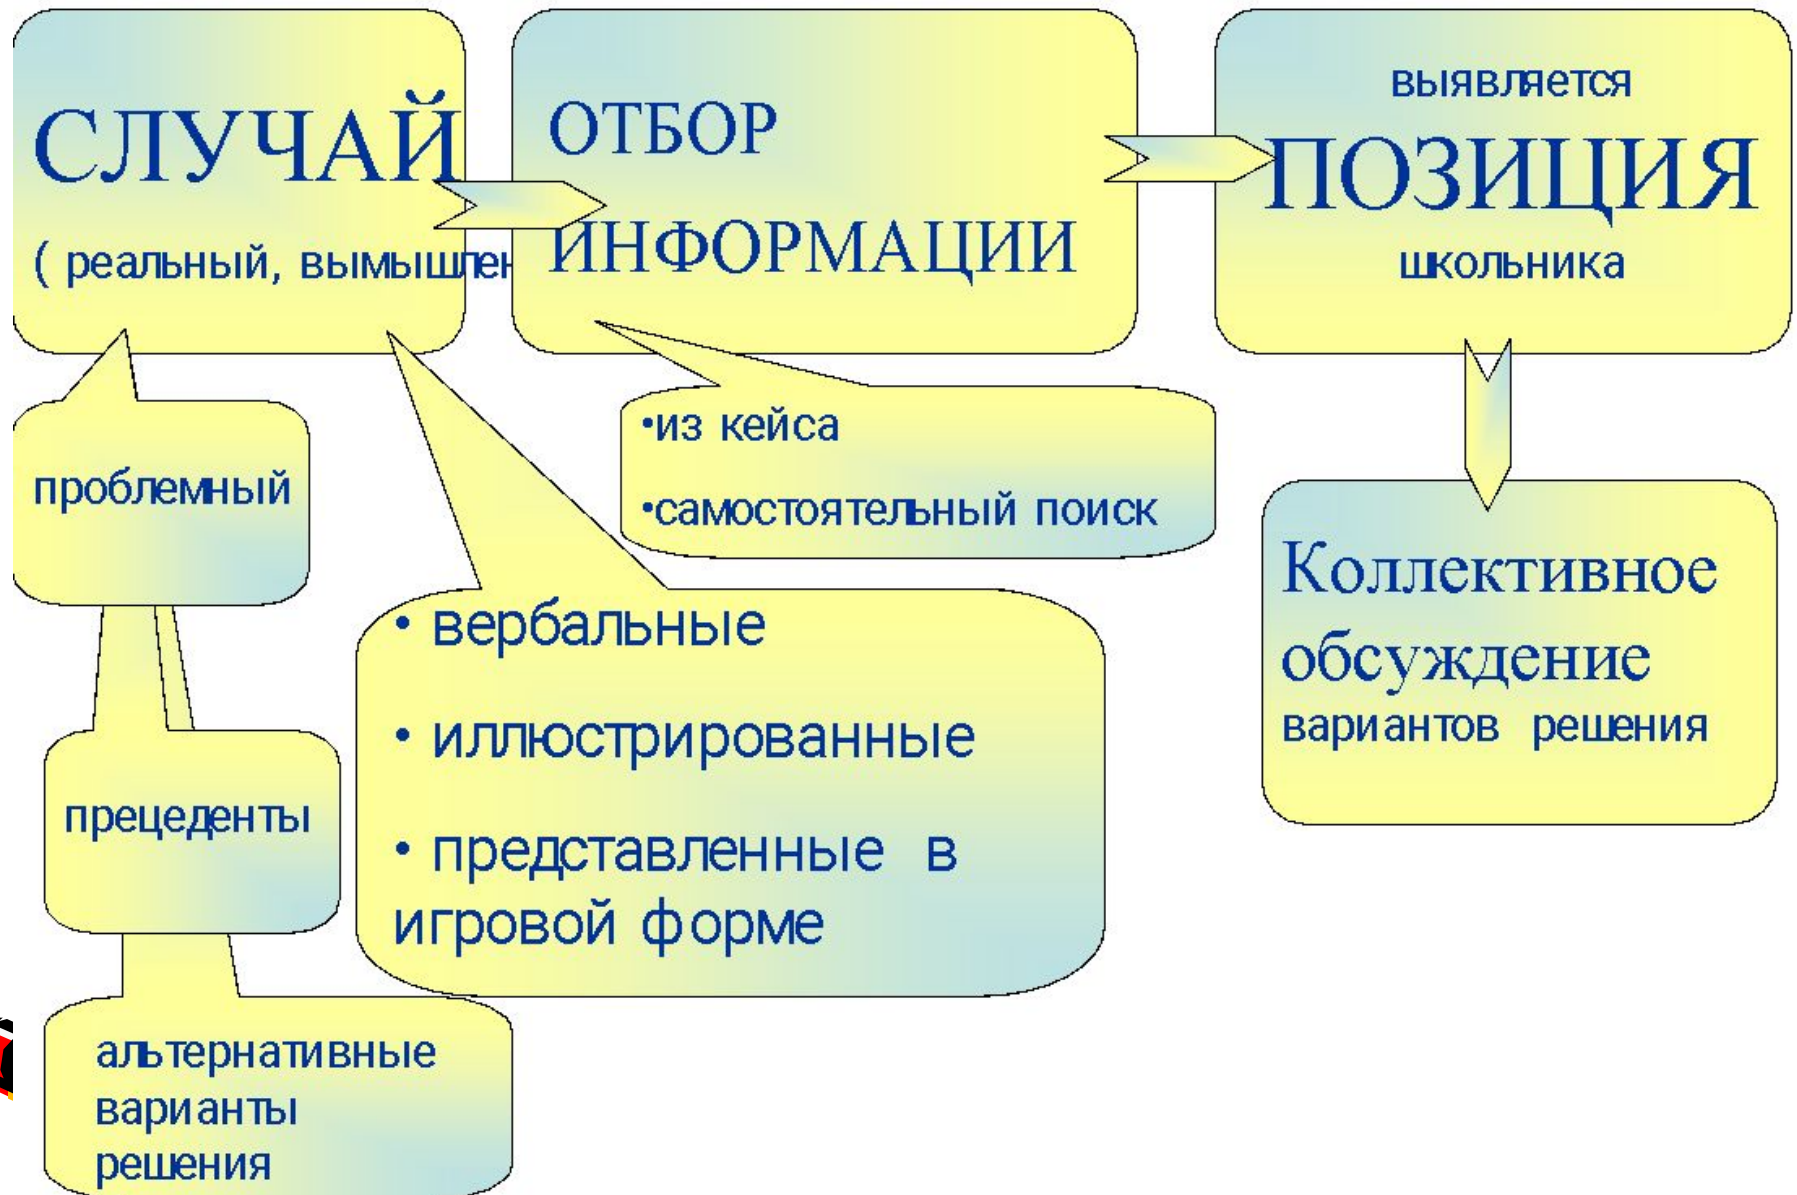 СЛУЧАЙ
( реальный,
ОТБОР
ИНФОРМАЦИИ
выявляется
ПОЗИЦИЯ
школьника
проблемный
прецеденты
альтернативные
варианты
решения
• вербальные
• иллюстрированные
• представленные в
игровой форме
•из кейса
•самостоятельный поиск
Коллективное
обсуждение
вариантов решения